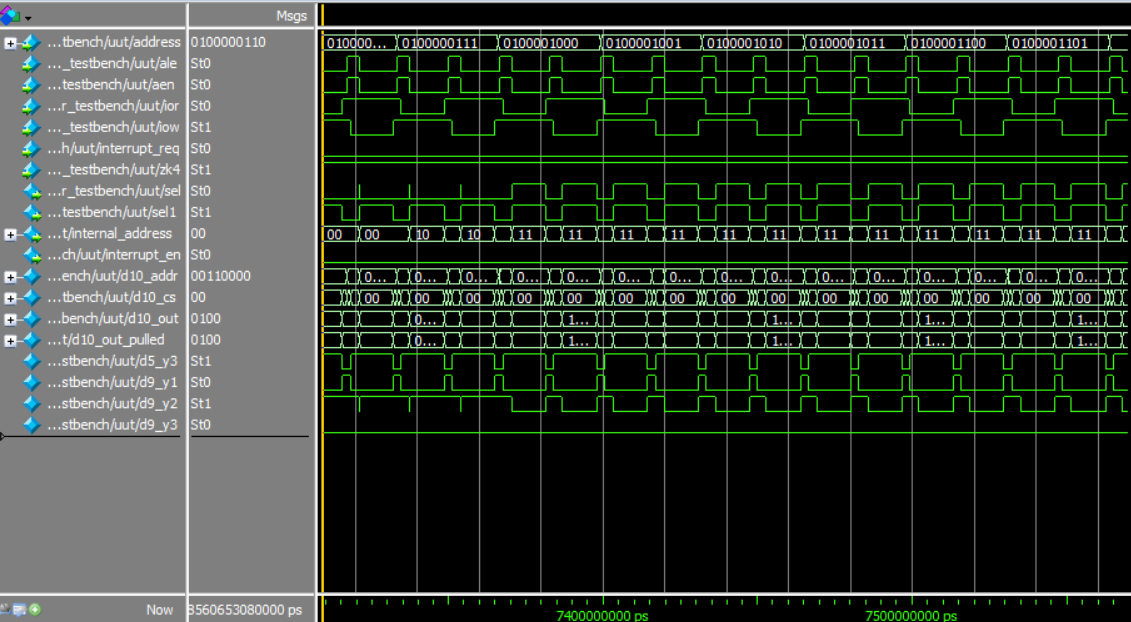 Msgs
...tbench/uut/address 0100000110 010000... 0100000111 0100001000 0100001001 0100001010 0100001011 0100001100 0100001101
..._testbench/uut/ale St0
...testbench/uut/aen St0
...r_testbench/uut/ior St0
..._testbench/uut/iow St1
...h/uut/interrupt_req St0
..._testbench/uut/zk4 St1
...r_testbench/uut/sel St0
...testbench/uut/sel1 St1
...t/internal_address 00 00 00 10 10 11 11 11 11 11 11 11 11 11 11 11 11
...ch/uut/interrupt_en St0
...ench/uut/d10_addr 00110000 0... 0... 0... 0... 0... 0... 0... 0... 0... 0... 0... 0... 0... 0... 0...
...tbench/uut/d10_cs 00 00 00 00 00 00 00 00 00 00 00 00 00 00 00 00
...bench/uut/d10_out 0100 0... 1... 1... 1... 1...
...t/d10_out_pulled 0100 0... 1... 1... 1... 1...
...stbench/uut/d5_y3 St1
...stbench/uut/d9_y1 St0
...stbench/uut/d9_y2 St1
...stbench/uut/d9_y3 St0
Now 8560653080000 ps 7400000000 ps 7500000000 ps